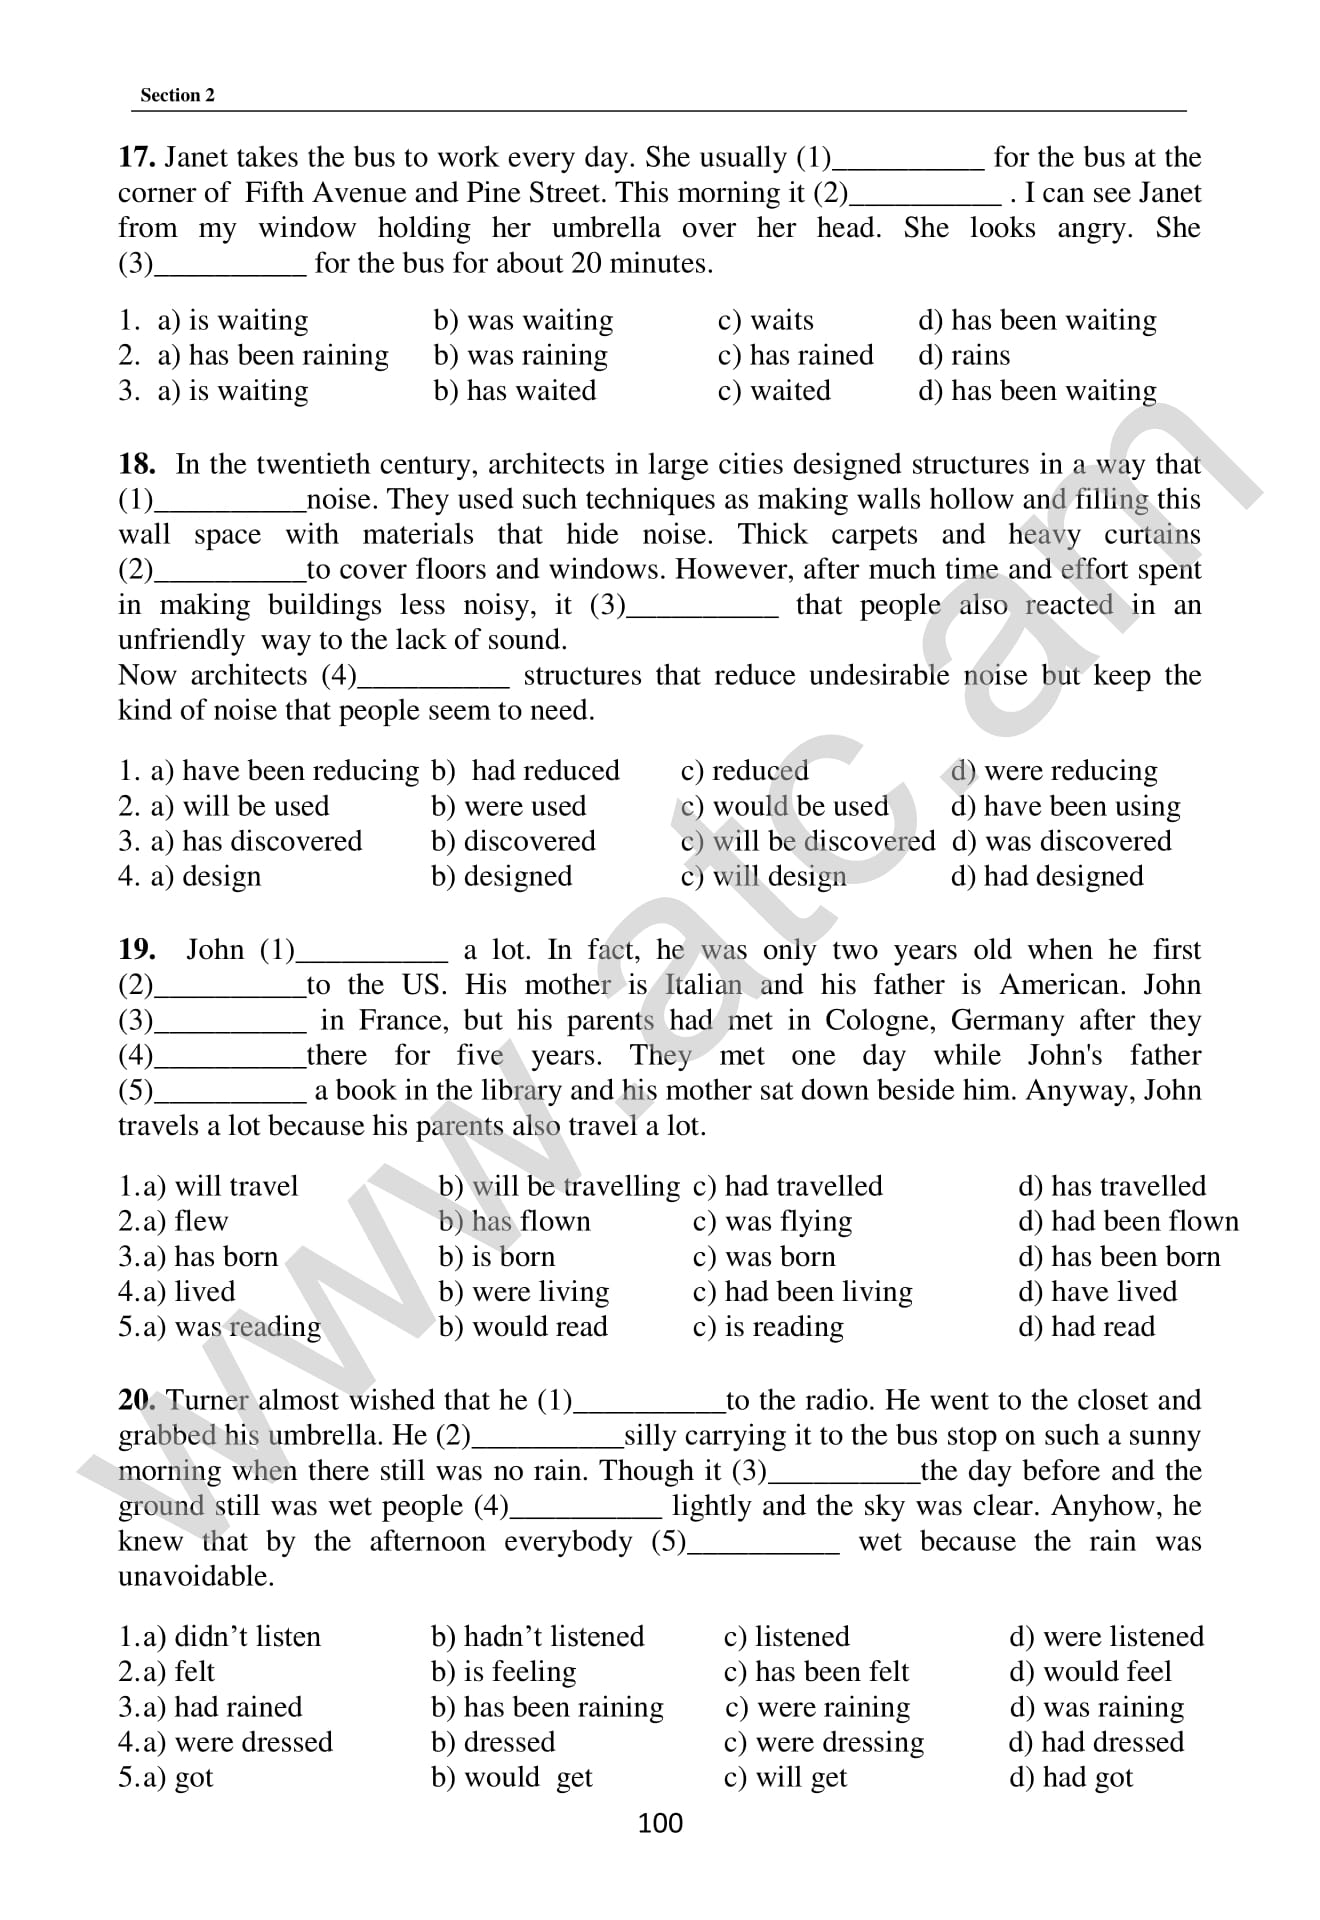 Section 2
17. Janet takes the bus to work every day. She usually (1)__________ for the bus at the
corner of Fifth Avenue and Pine Street. This morning it (2)__________ . I can see Janet
from my window holding her umbrella over her head. She looks angry. She
(3)__________ for the bus for about 20 minutes.
1. a) is waiting b) was waiting c) waits d) has been waiting
2. a) has been raining b) was raining c) has rained d) rains
3. a) is waiting b) has waited c) waited d) has been waiting
18. In the twentieth century, architects in large cities designed structures in a way that
(1)__________noise. They used such techniques as making walls hollow and filling this
wall space with materials that hide noise. Thick carpets and heavy curtains
(2)__________to cover floors and windows. However, after much time and effort spent
in making buildings less noisy, it (3)__________ that people also reacted in an
unfriendly way to the lack of sound.
Now architects (4)__________ structures that reduce undesirable noise but keep the
kind of noise that people seem to need.
1. a) have been reducing b) had reduced c) reduced d) were reducing
2. a) will be used b) were used c) would be used d) have been using
3. a) has discovered b) discovered c) will be discovered d) was discovered
4. a) design b) designed c) will design d) had designed
19. John (1)__________ a lot. In fact, he was only two years old when he first
(2)__________to the US. His mother is Italian and his father is American. John
(3)__________ in France, but his parents had met in Cologne, Germany after they
(4)__________there for five years. They met one day while John's father
(5)__________ a book in the library and his mother sat down beside him. Anyway, John
travels a lot because his parents also travel a lot.
1.a) will travel b) will be travelling c) had travelled d) has travelled
2.a) flew b) has flown c) was flying d) had been flown
3.a) has born b) is born c) was born d) has been born
4.a) lived b) were living c) had been living d) have lived
5.a) was reading b) would read c) is reading d) had read
20. Turner almost wished that he (1)__________to the radio. He went to the closet and
grabbed his umbrella. He (2)__________silly carrying it to the bus stop on such a sunny
morning when there still was no rain. Though it (3)__________the day before and the
ground still was wet people (4)__________ lightly and the sky was clear. Anyhow, he
knew that by the afternoon everybody (5)__________ wet because the rain was
unavoidable.
1.a) didn’t listen b) hadn’t listened c) listened d) were listened
2.a) felt b) is feeling c) has been felt d) would feel
3.a) had rained b) has been raining c) were raining d) was raining
4.a) were dressed b) dressed c) were dressing d) had dressed
5.a) got b) would get c) will get d) had got
100
www.atc.am